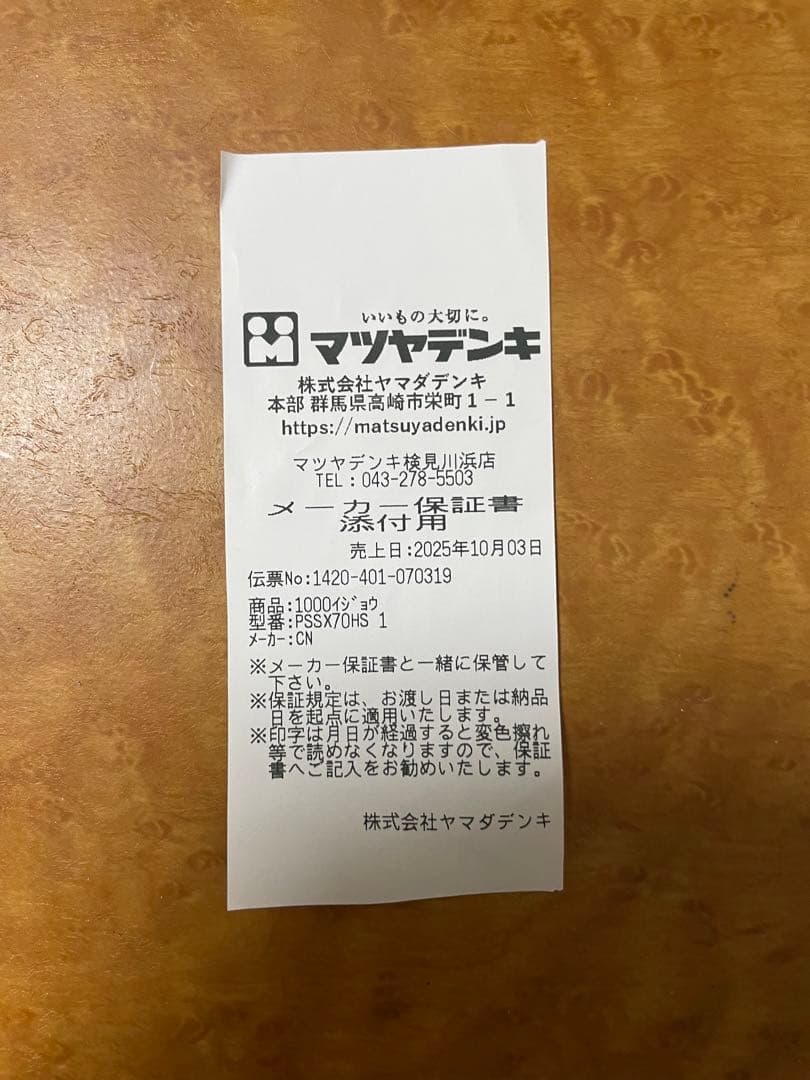 いいもの大切に。
マツヤデンキ
株式会社ヤマダデンキ
本部 群馬県高崎市栄町1-1
https://matsuyadenki.jp
マツヤデンキ検見川浜店
TEL:043-278-5503
メーカー保証書
添付用
売上日:2025年10月03日
伝票No:1420-401-070319
商品:1000ｲｼﾞｮｳ
型番:PSSX70HS 1
ﾒｰｶｰ:CN
※メーカー保証書と一緒に保管して
下さい。
※保証規定は、お渡し日または納品
日を起点に適用いたします。
※印字は月日が経過すると変色擦れ
等で読めなくなりますので、保証
書へご記入をお勧めいたします。
株式会社ヤマダデンキ